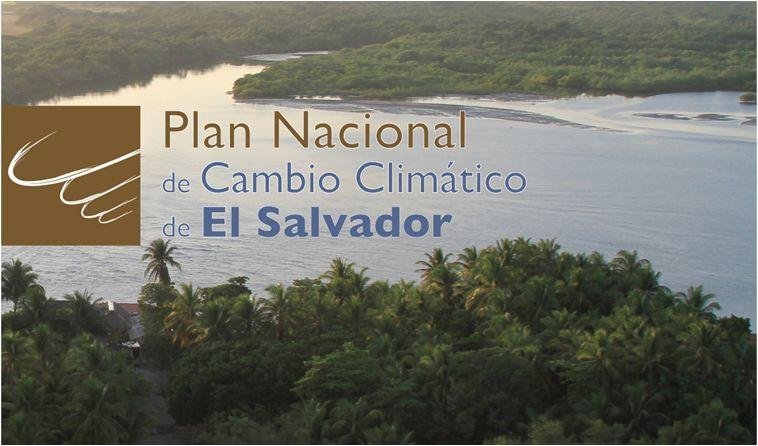 Plan Nacional
de Cambio Climático
de El Salvador